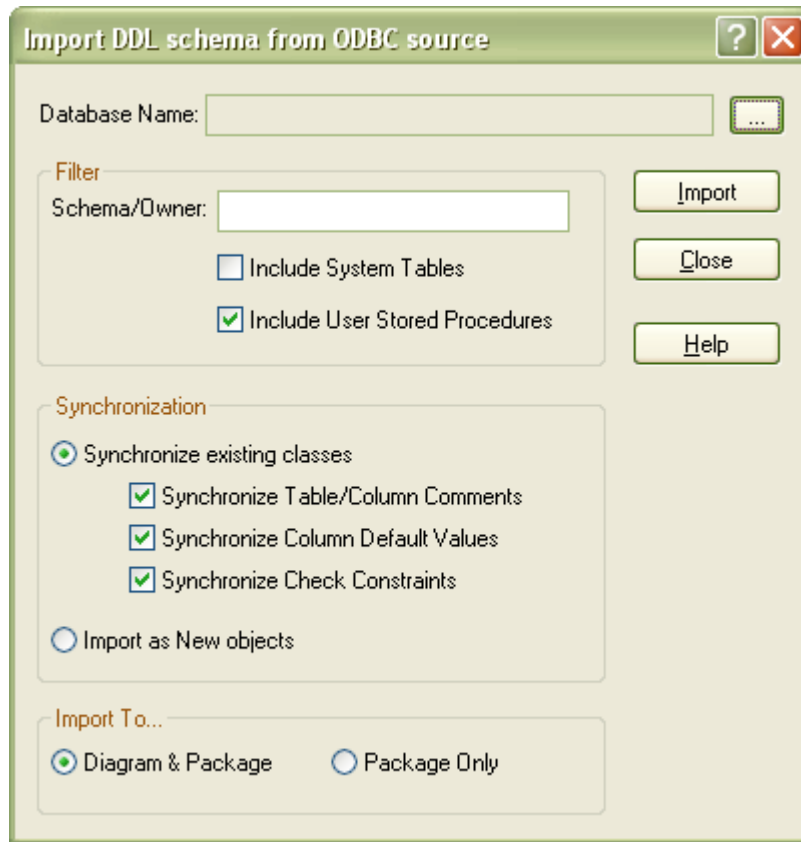 Import DDL schema from ODBC source
Database Name:
...
Filter
Schema/Owner:
Include System Tables
Include User Stored Procedures
Import
Close
Help
Synchronization
Synchronize existing classes
Synchronize Table/Column Comments
Synchronize Column Default Values
Synchronize Check Constraints
Import as New objects
Import To...
Diagram & Package
Package Only